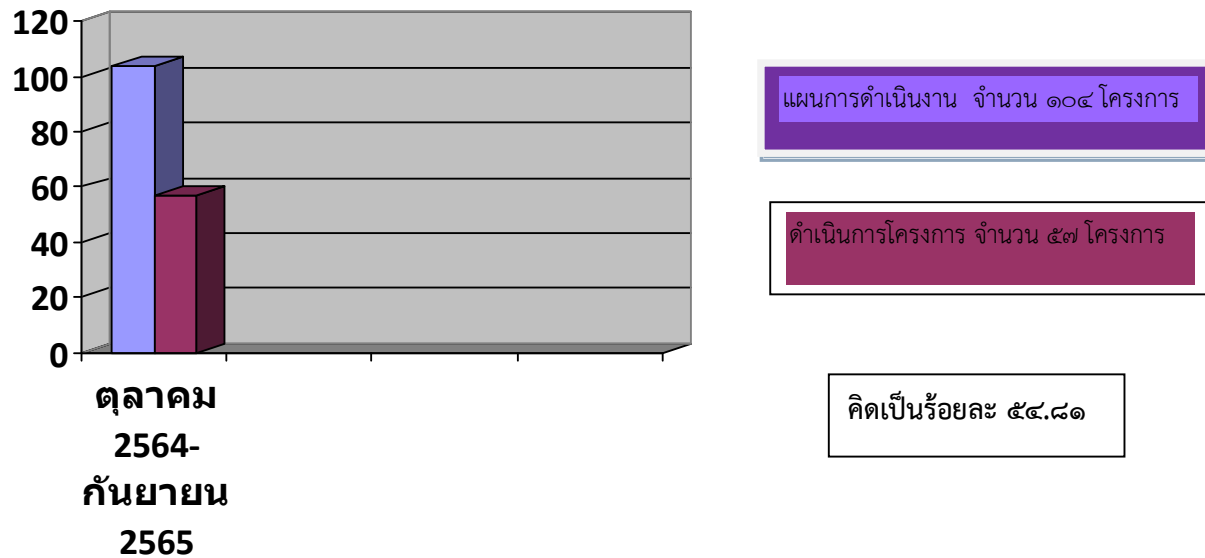 120
100
80
60
40
20
0
ตุลาคม
2564-
กันยายน
2565
แผนการดำเนินงาน จำนวน ๑๐๔ โครงการ
ดำเนินการโครงการ จำนวน ๕๗ โครงการ
คิดเป็นร้อยละ ๕๔.๘๑